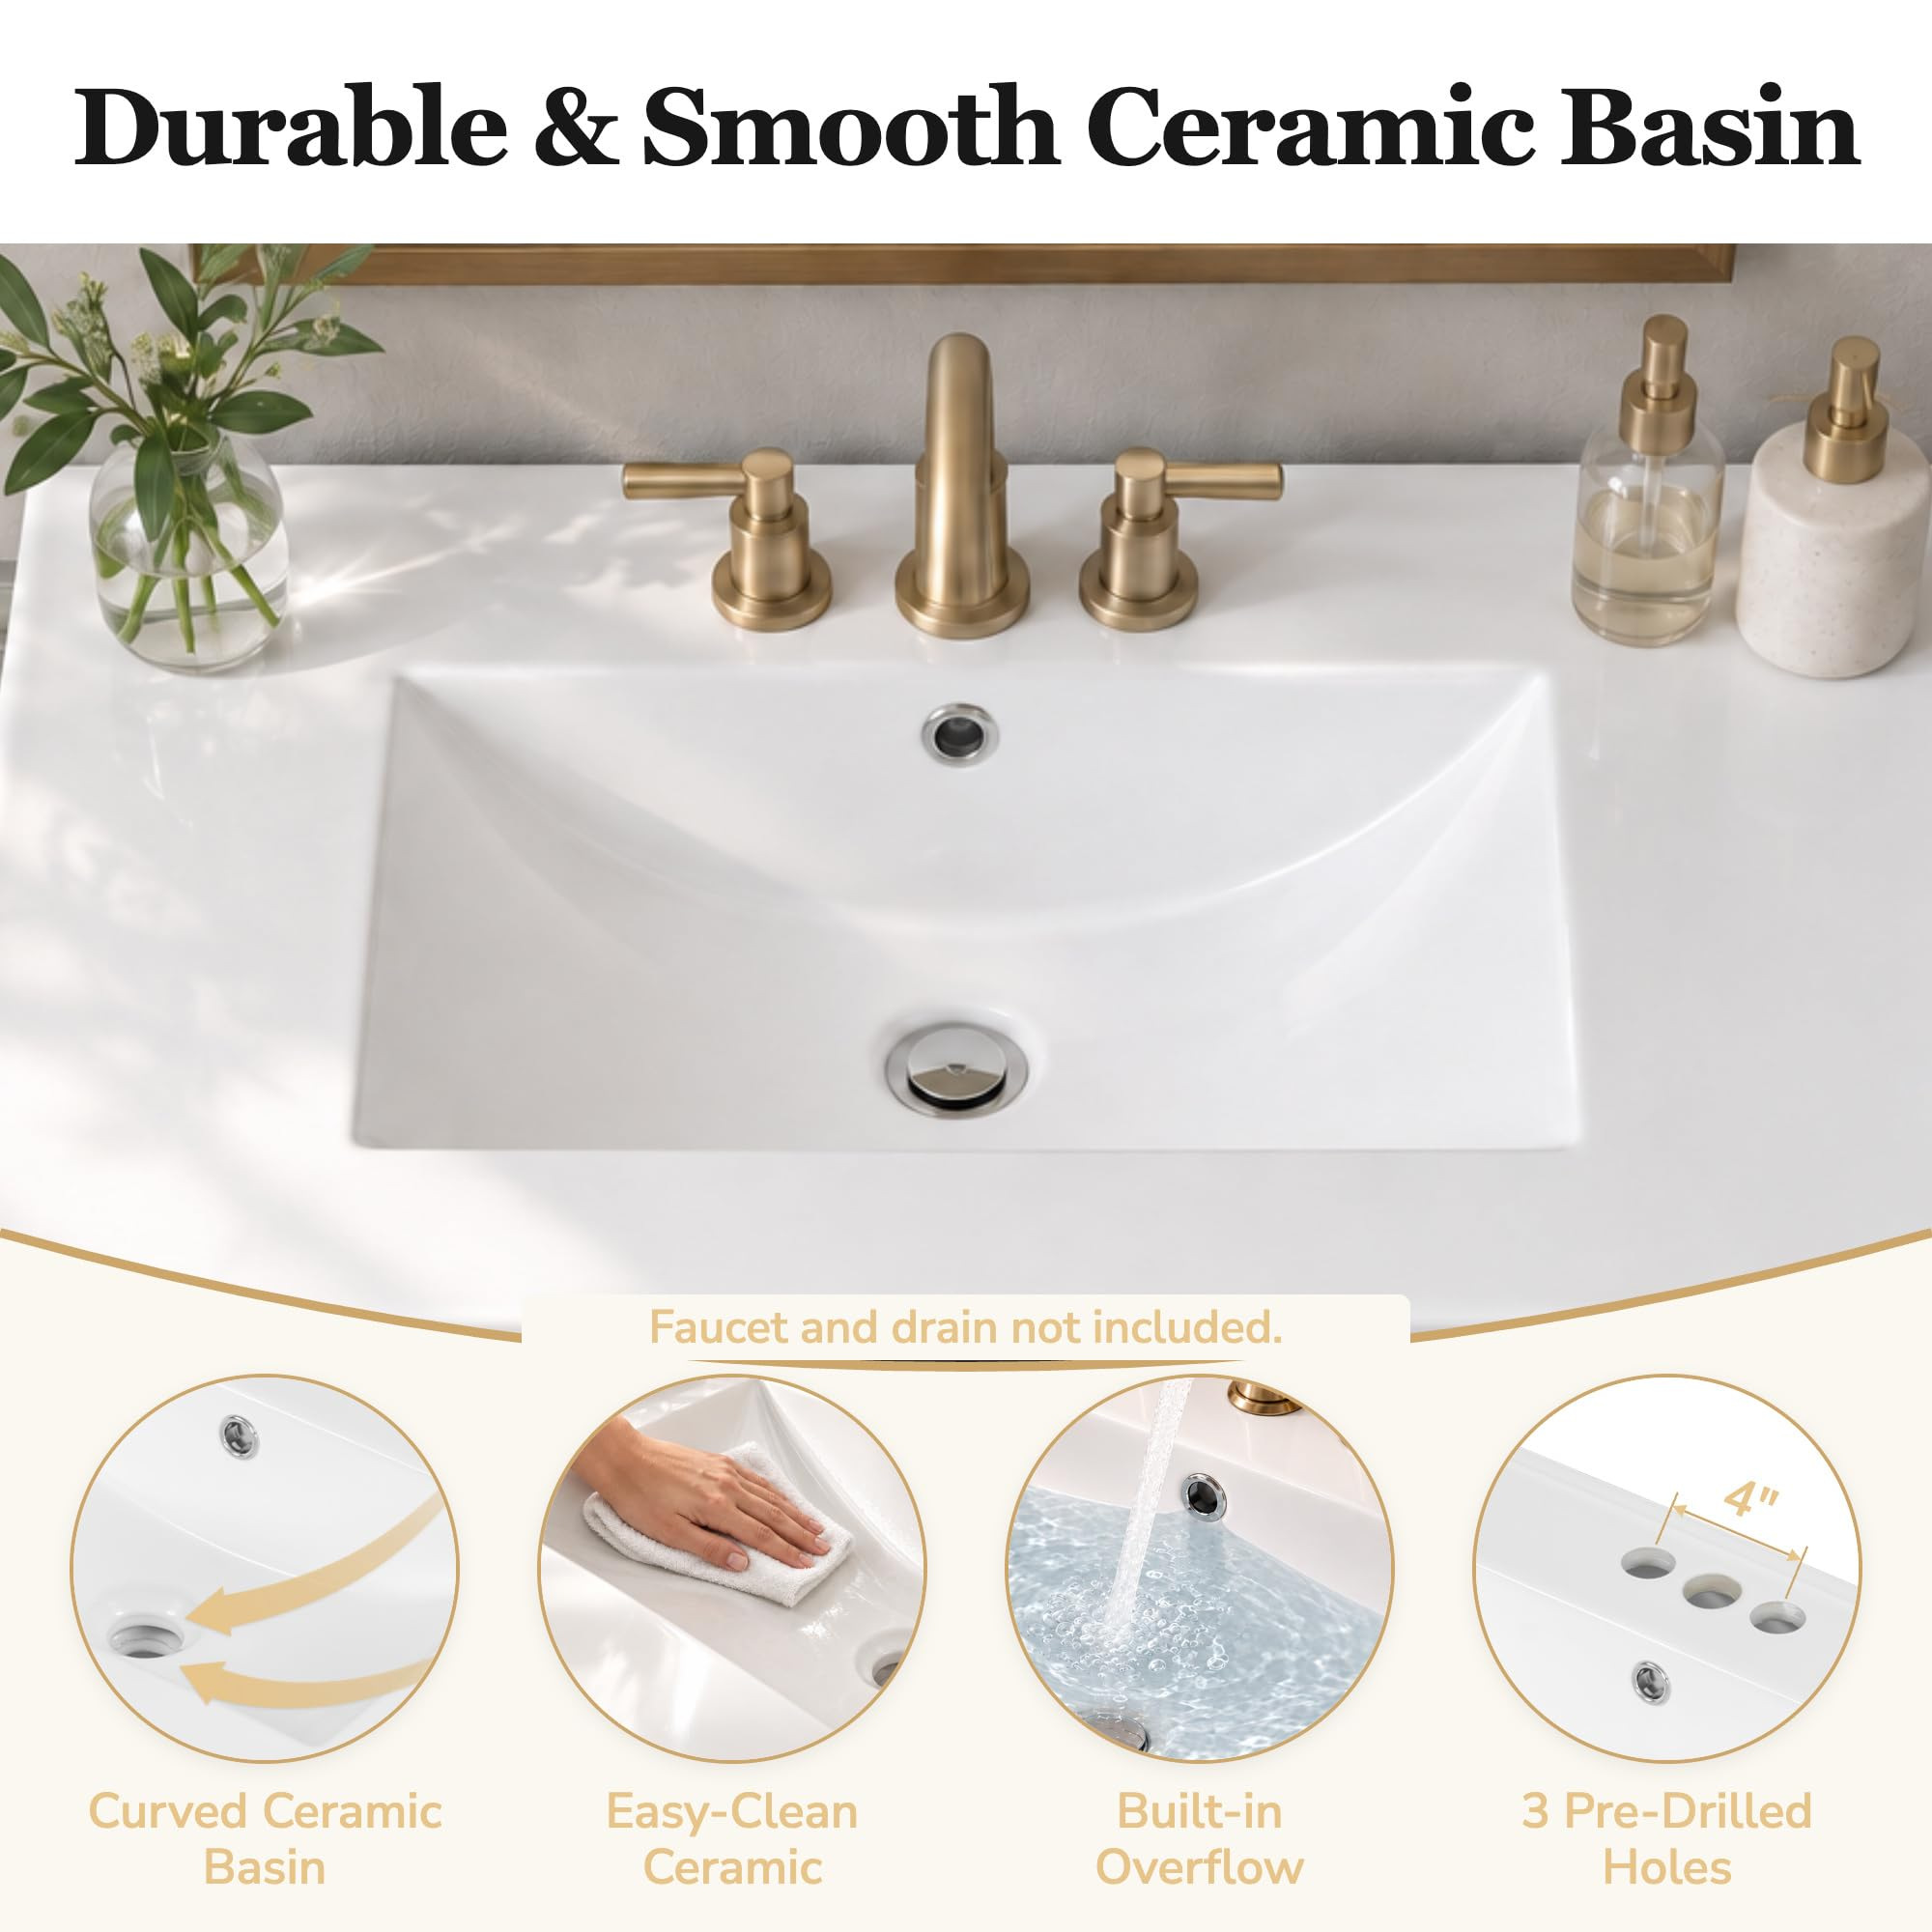 Durable & Smooth Ceramic Basin
Faucet and drain not included.
4"
Curved Ceramic
Basin
Easy-Clean
Ceramic
Built-in
Overflow
3 Pre-Drilled
Holes